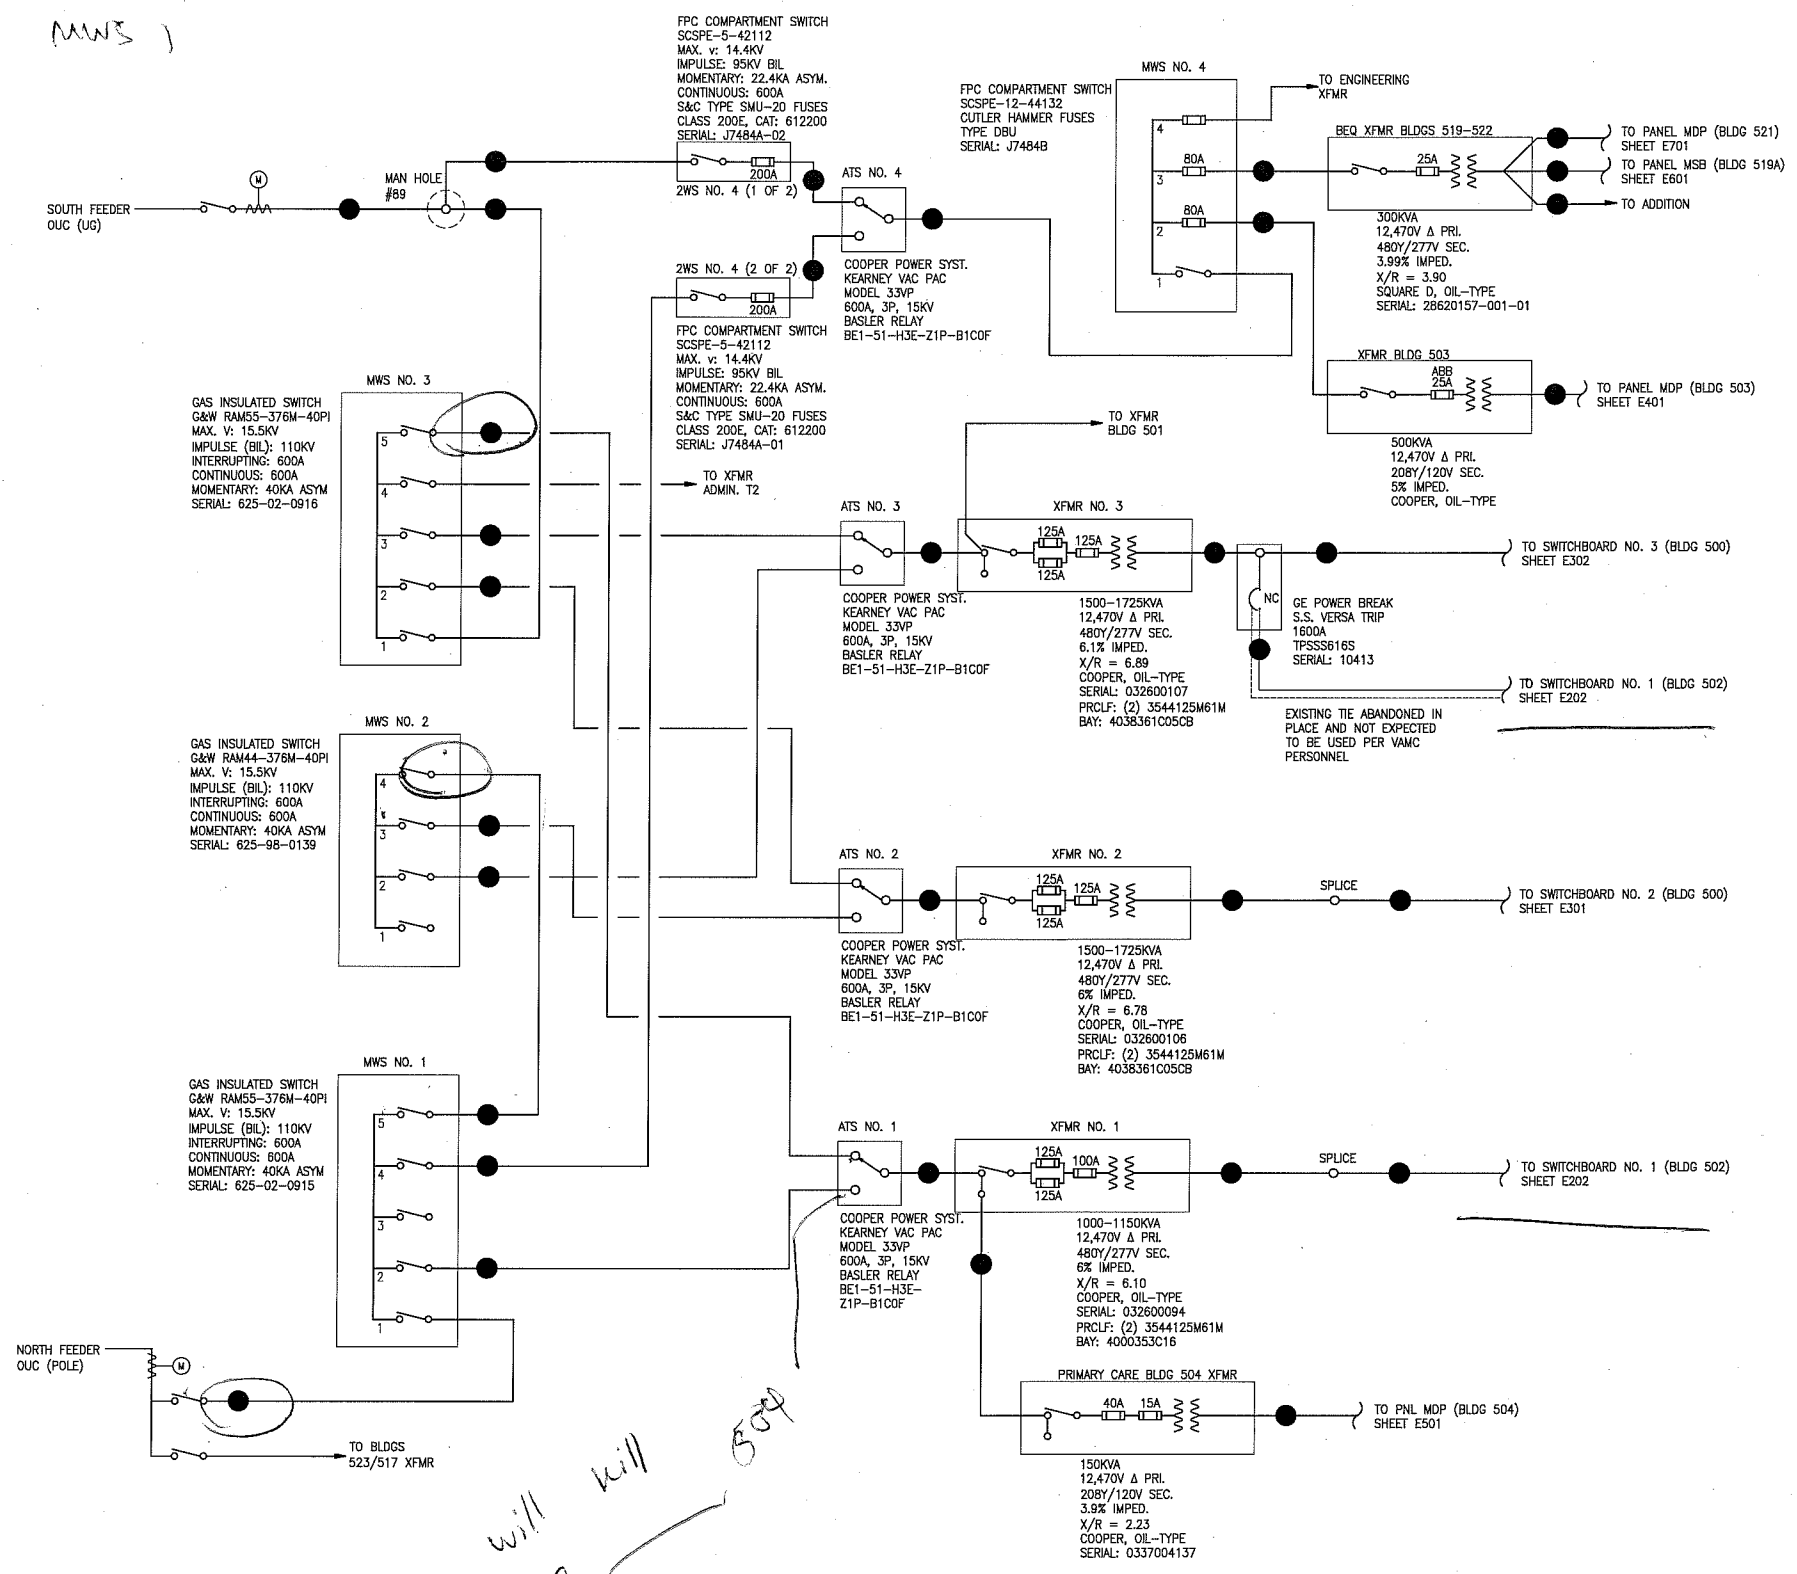 MWS 1
FPC COMPARTMENT SWITCH
SCSPE-5-42112
MAX. v: 14.4KV
IMPULSE: 95KV BIL
MOMENTARY: 22.4KA ASYM.
CONTINUOUS: 600A
S&C TYPE SMU-20 FUSES
CLASS 200E, CAT: 612200
SERIAL: J7484A-02
200A
2WS NO. 4 (1 OF 2)
MAN HOLE
#89
M
SOUTH FEEDER
OUC (UG)
ATS NO. 4
COOPER POWER SYST.
KEARNEY VAC PAC
MODEL 33VP
600A, 3P, 15KV
BASLER RELAY
BE1-51-H3E-Z1P-B1C0F
2WS NO. 4 (2 OF 2)
200A
FPC COMPARTMENT SWITCH
SCSPE-5-42112
MAX. v: 14.4KV
IMPULSE: 95KV BIL
MOMENTARY: 22.4KA ASYM.
CONTINUOUS: 600A
S&C TYPE SMU-20 FUSES
CLASS 200E, CAT: 612200
SERIAL: J7484A-01
MWS NO. 4
FPC COMPARTMENT SWITCH
SCSPE-12-44132
CUTLER HAMMER FUSES
TYPE DBU
SERIAL: J7484B
4
80A
3
80A
2
1
TO ENGINEERING
XFMR
BEQ XFMR BLDGS 519-522
25A
300KVA
12,470V Δ PRI.
480Y/277V SEC.
3.99% IMPED.
X/R = 3.90
SQUARE D, OIL-TYPE
SERIAL: 28620157-001-01
TO PANEL MDP (BLDG 521)
SHEET E701
TO PANEL MSB (BLDG 519A)
SHEET E601
TO ADDITION
XFMR BLDG 503
ABB
25A
500KVA
12,470V Δ PRI.
208Y/120V SEC.
5% IMPED.
COOPER, OIL-TYPE
TO PANEL MDP (BLDG 503)
SHEET E401
MWS NO. 3
GAS INSULATED SWITCH
G&W RAM55-376M-40PI
MAX. V: 15.5KV
IMPULSE (BIL): 110KV
INTERRUPTING: 600A
CONTINUOUS: 600A
MOMENTARY: 40KA ASYM
SERIAL: 625-02-0916
5
4
3
2
1
TO XFMR
ADMIN. T2
TO XFMR
BLDG 501
ATS NO. 3
COOPER POWER SYST.
KEARNEY VAC PAC
MODEL 33VP
600A, 3P, 15KV
BASLER RELAY
BE1-51-H3E-Z1P-B1C0F
XFMR NO. 3
125A
125A
125A
1500-1725KVA
12,470V Δ PRI.
480Y/277V SEC.
6.1% IMPED.
X/R = 6.89
COOPER, OIL-TYPE
SERIAL: 032600107
PRCLF: (2) 3544125M61M
BAY: 4038361C05CB
TO SWITCHBOARD NO. 3 (BLDG 500)
SHEET E302
NC
GE POWER BREAK
S.S. VERSA TRIP
1600A
TPSSS616S
SERIAL: 10413
TO SWITCHBOARD NO. 1 (BLDG 502)
SHEET E202
EXISTING TIE ABANDONED IN
PLACE AND NOT EXPECTED
TO BE USED PER VAMC
PERSONNEL
MWS NO. 2
GAS INSULATED SWITCH
G&W RAM44-376M-40PI
MAX. V: 15.5KV
IMPULSE (BIL): 110KV
INTERRUPTING: 600A
CONTINUOUS: 600A
MOMENTARY: 40KA ASYM
SERIAL: 625-98-0139
4
3
2
1
ATS NO. 2
COOPER POWER SYST.
KEARNEY VAC PAC
MODEL 33VP
600A, 3P, 15KV
BASLER RELAY
BE1-51-H3E-Z1P-B1C0F
XFMR NO. 2
125A
125A
125A
1500-1725KVA
12,470V Δ PRI.
480Y/277V SEC.
6% IMPED.
X/R = 6.78
COOPER, OIL-TYPE
SERIAL: 032600106
PRCLF: (2) 3544125M61M
BAY: 4038361C05CB
SPLICE
TO SWITCHBOARD NO. 2 (BLDG 500)
SHEET E301
MWS NO. 1
GAS INSULATED SWITCH
G&W RAM55-376M-40PI
MAX. V: 15.5KV
IMPULSE (BIL): 110KV
INTERRUPTING: 600A
CONTINUOUS: 600A
MOMENTARY: 40KA ASYM
SERIAL: 625-02-0915
5
4
3
2
1
ATS NO. 1
COOPER POWER SYST.
KEARNEY VAC PAC
MODEL 33VP
600A, 3P, 15KV
BASLER RELAY
BE1-51-H3E-
Z1P-B1C0F
XFMR NO. 1
125A
100A
125A
1000-1150KVA
12,470V Δ PRI.
480Y/277V SEC.
6% IMPED.
X/R = 6.10
COOPER, OIL-TYPE
SERIAL: 032600094
PRCLF: (2) 3544125M61M
BAY: 4000353C16
SPLICE
TO SWITCHBOARD NO. 1 (BLDG 502)
SHEET E202
NORTH FEEDER
OUC (POLE)
M
TO BLDGS
523/517 XFMR
PRIMARY CARE BLDG 504 XFMR
40A
15A
150KVA
12,470V Δ PRI.
208Y/120V SEC.
3.9% IMPED.
X/R = 2.23
COOPER, OIL-TYPE
SERIAL: 0337004137
TO PNL MDP (BLDG 504)
SHEET E501
will kill 504